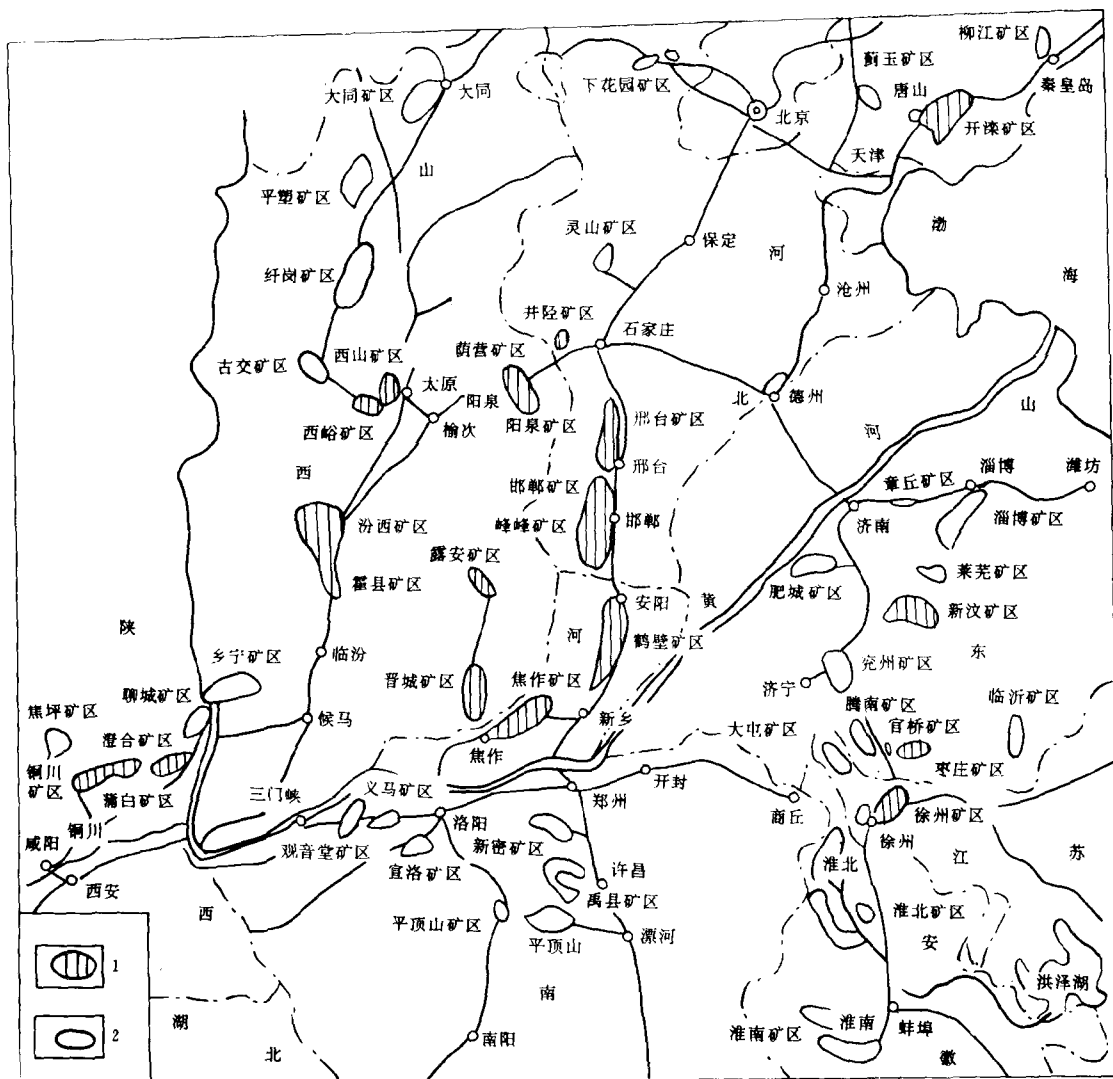 柳江矿区
蓟玉矿区
秦皇岛
下花园矿区
唐山
大同矿区
大同
北京
开滦矿区
天津
山
平塑矿区
渤
灵山矿区
保定
河
海
纤岗矿区
沧州
井陉矿区
石家庄
荫营矿区
西山矿区
古交矿区
太原
阳泉
北
德州
山
阳泉矿区
邢台矿区
河
西峪矿区
榆次
西
邢台
章丘矿区
淄博
潍坊
邯郸矿区
济南
淄博矿区
汾西矿区
峰峰矿区
邯郸
露安矿区
莱芜矿区
霍县矿区
肥城矿区
安阳
黄
新汶矿区
陕
河
鹤壁矿区
东
乡宁矿区
临汾
兖州矿区
晋城矿区
焦作矿区
济宁
聊城矿区
临沂矿区
焦坪矿区
候马
新乡
大屯矿区
腾南矿区
官桥矿区
澄合矿区
焦作
枣庄矿区
铜川
矿区
蒲白矿区
三门峡
义马矿区
开封
郑州
商丘
铜川
洛阳
徐州矿区
咸阳
观音堂矿区
新密矿区
徐州
江
苏
宜洛矿区
淮北
西安
许昌
西
禹县矿区
淮北矿区
平顶山矿区
平顶山
漯河
安
1
洪泽湖
南
湖
淮南
蚌埠
2
淮南矿区
北
南阳
徽